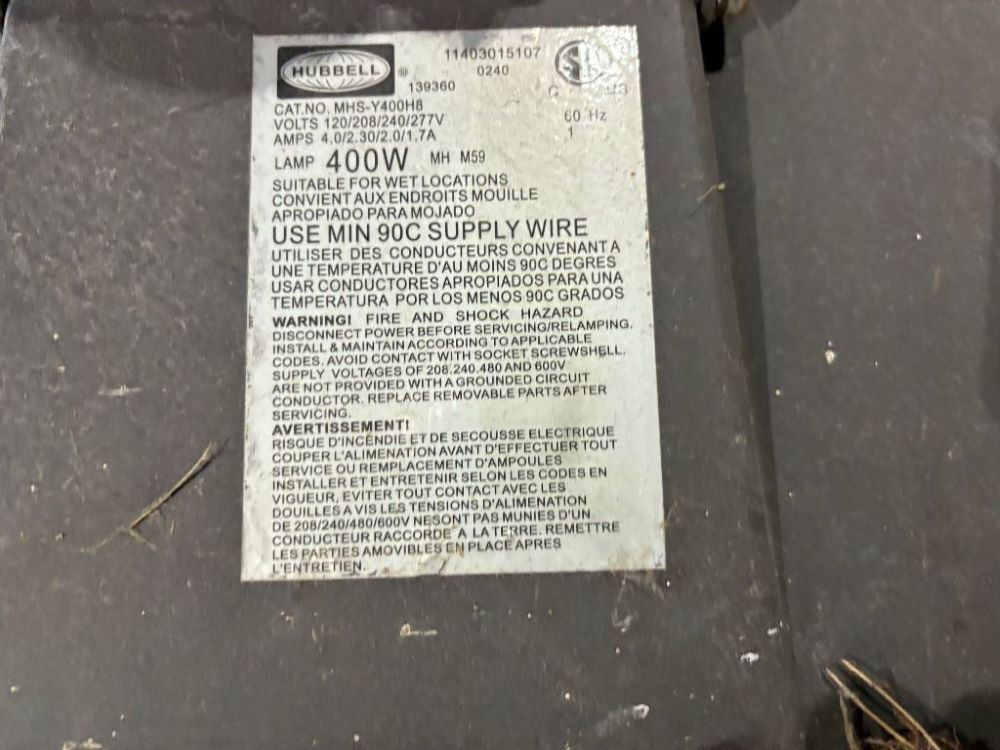 HUBBELL ®
11403015107
0240
139360
CAT.NO. MHS-Y400H8
VOLTS 120/208/240/277V
60 Hz
AMPS 4.0/2.30/2.0/1.7A
1
LAMP 400W MH M59
SUITABLE FOR WET LOCATIONS
CONVIENT AUX ENDROITS MOUILLE
APROPIADO PARA MOJADO
USE MIN 90C SUPPLY WIRE
UTILISER DES CONDUCTEURS CONVENANT A
UNE TEMPERATURE D'AU MOINS 90C DEGRES
USAR CONDUCTORES APROPIADOS PARA UNA
TEMPERATURA POR LOS MENOS 90C GRADOS
WARNING! FIRE AND SHOCK HAZARD
DISCONNECT POWER BEFORE SERVICING/RELAMPING.
INSTALL & MAINTAIN ACCORDING TO APPLICABLE
CODES. AVOID CONTACT WITH SOCKET SCREWSHELL.
SUPPLY VOLTAGES OF 208.240.480 AND 600V
ARE NOT PROVIDED WITH A GROUNDED CIRCUIT
CONDUCTOR. REPLACE REMOVABLE PARTS AFTER
SERVICING.
AVERTISSEMENT!
RISQUE D'INCENDIE ET DE SECOUSSE ELECTRIQUE
COUPER L'ALIMENATION AVANT D'EFFECTUER TOUT
SERVICE OU REMPLACEMENT D'AMPOULES
INSTALLER ET ENTRETENIR SELON LES CODES EN
VIGUEUR, EVITER TOUT CONTACT AVEC LES
DOUILLES A VIS LES TENSIONS D'ALIMENATION
DE 208/240/480/600V NESONT PAS MUNIES D'UN
CONDUCTEUR RACCORDE A LA TERRE. REMETTRE
LES PARTIES AMOVIBLES EN PLACE APRES
L'ENTRETIEN.